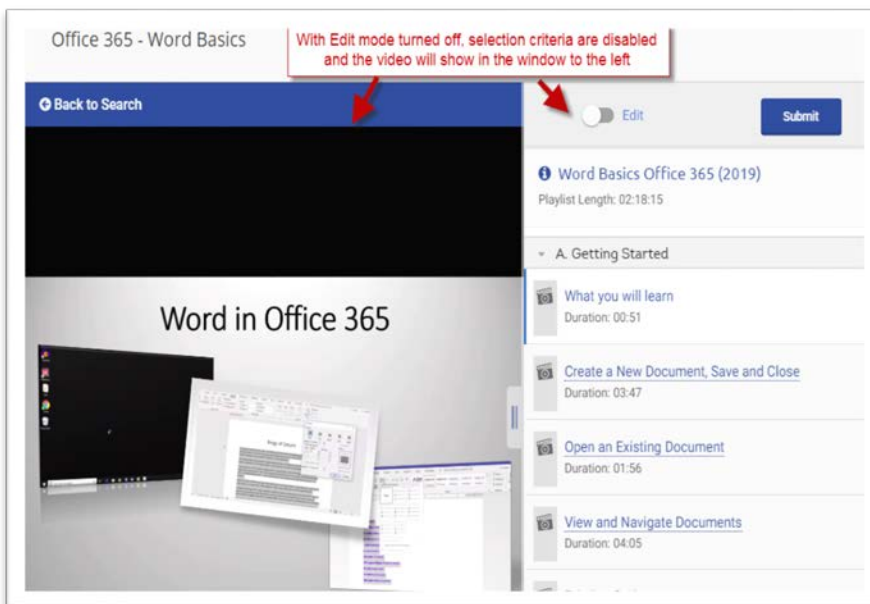 Office 365 - Word Basics
With Edit mode turned off, selection criteria are disabled
and the video will show in the window to the left
Back to Search
Edit
Submit
Word Basics Office 365 (2019)
Playlist Length: 02:18:15
A. Getting Started
What you will learn
Duration: 00:51
Create a New Document, Save and Close
Duration: 03:47
Open an Existing Document
Duration: 01:56
View and Navigate Documents
Duration: 04:05
Word in Office 365